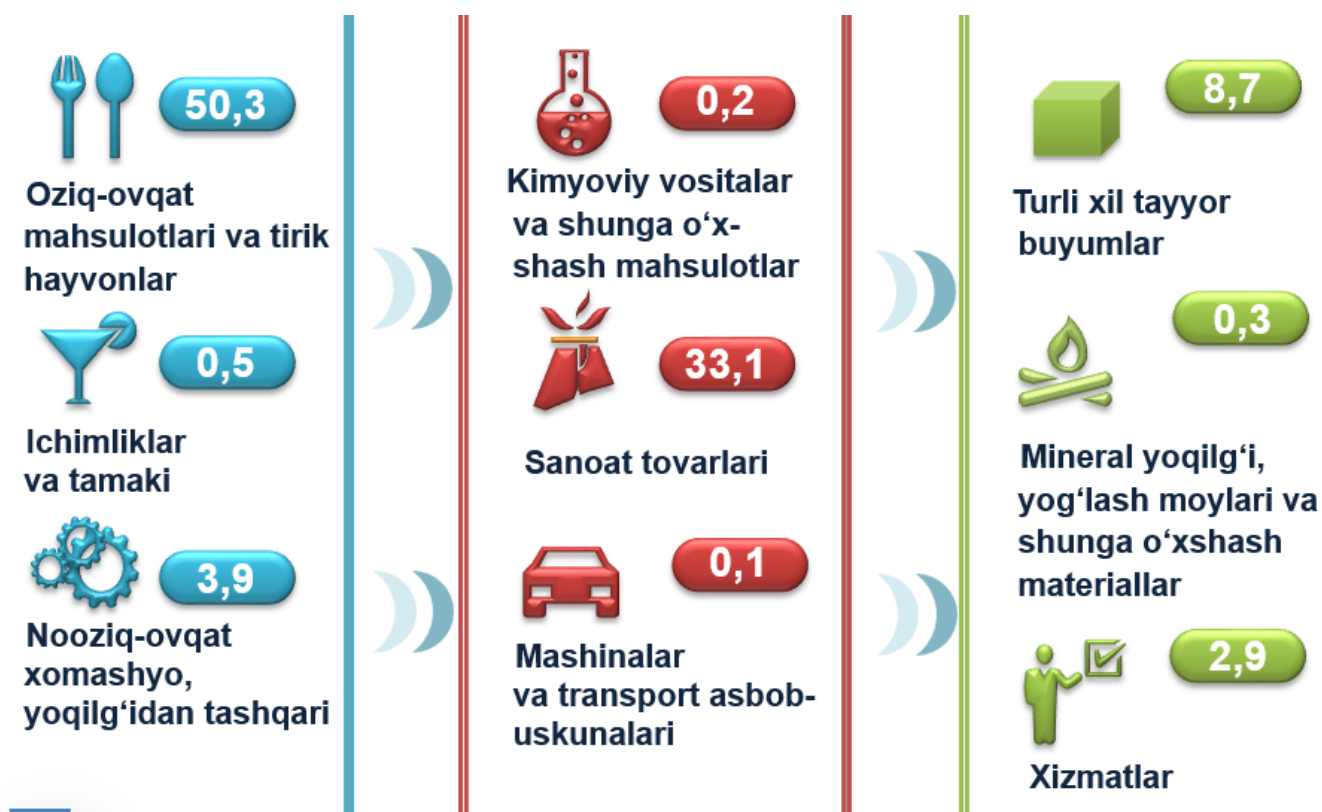 50,3
Oziq-ovqat
mahsulotlari va tirik
hayvonlar
0,5
Ichimliklar
va tamaki
3,9
Nooziq-ovqat
xomashyo,
yoqilg‘idan tashqari
0,2
Kimyoviy vositalar
va shunga o‘x-
shash mahsulotlar
33,1
Sanoat tovarlari
0,1
Mashinalar
va transport asbob-
uskunalari
8,7
Turli xil tayyor
buyumlar
0,3
Mineral yoqilg‘i,
yog‘lash moylari va
shunga o‘xshash
materiallar
2,9
Xizmatlar